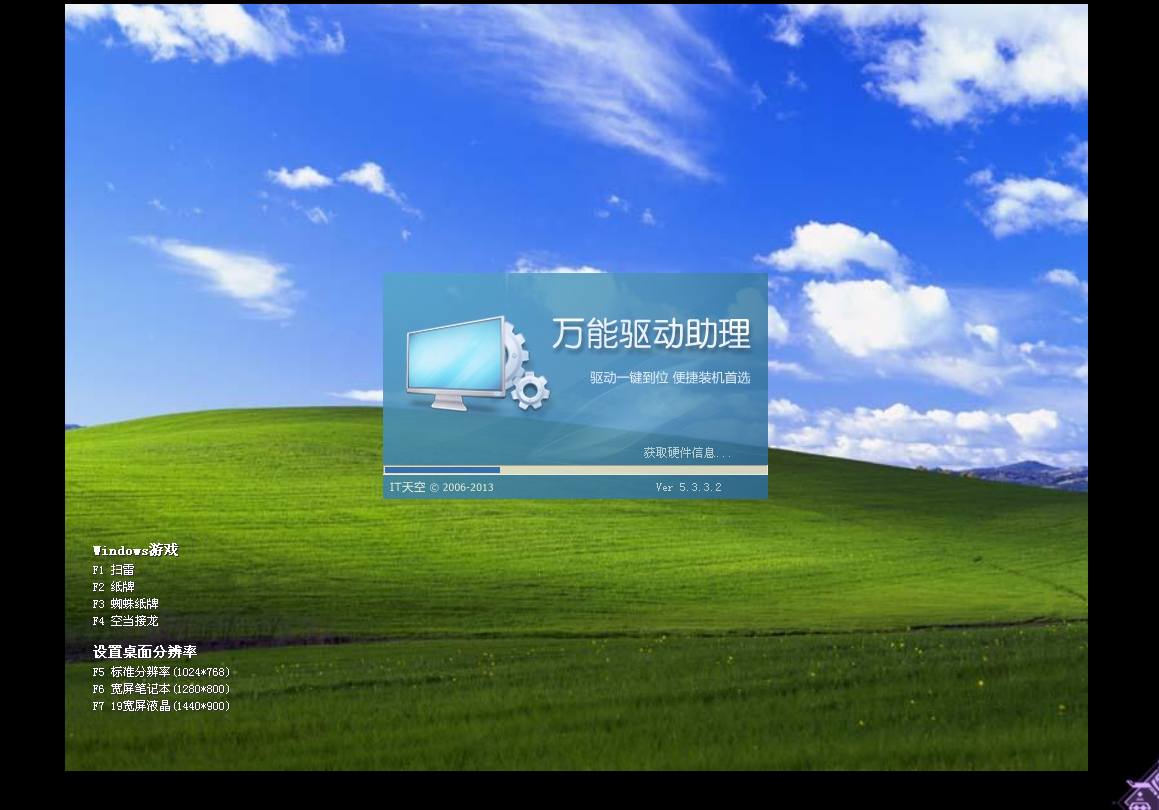 万能驱动助理
驱动一键到位 便捷装机首选
获取硬件信息...
IT天空 © 2006-2013
Ver 5.3.3.2
Windows游戏
F1 扫雷
F2 纸牌
F3 蜘蛛纸牌
F4 空当接龙
设置桌面分辨率
F5 标准分辨率(1024*768)
F6 宽屏笔记本(1280*800)
F7 19宽屏液晶(1440*900)